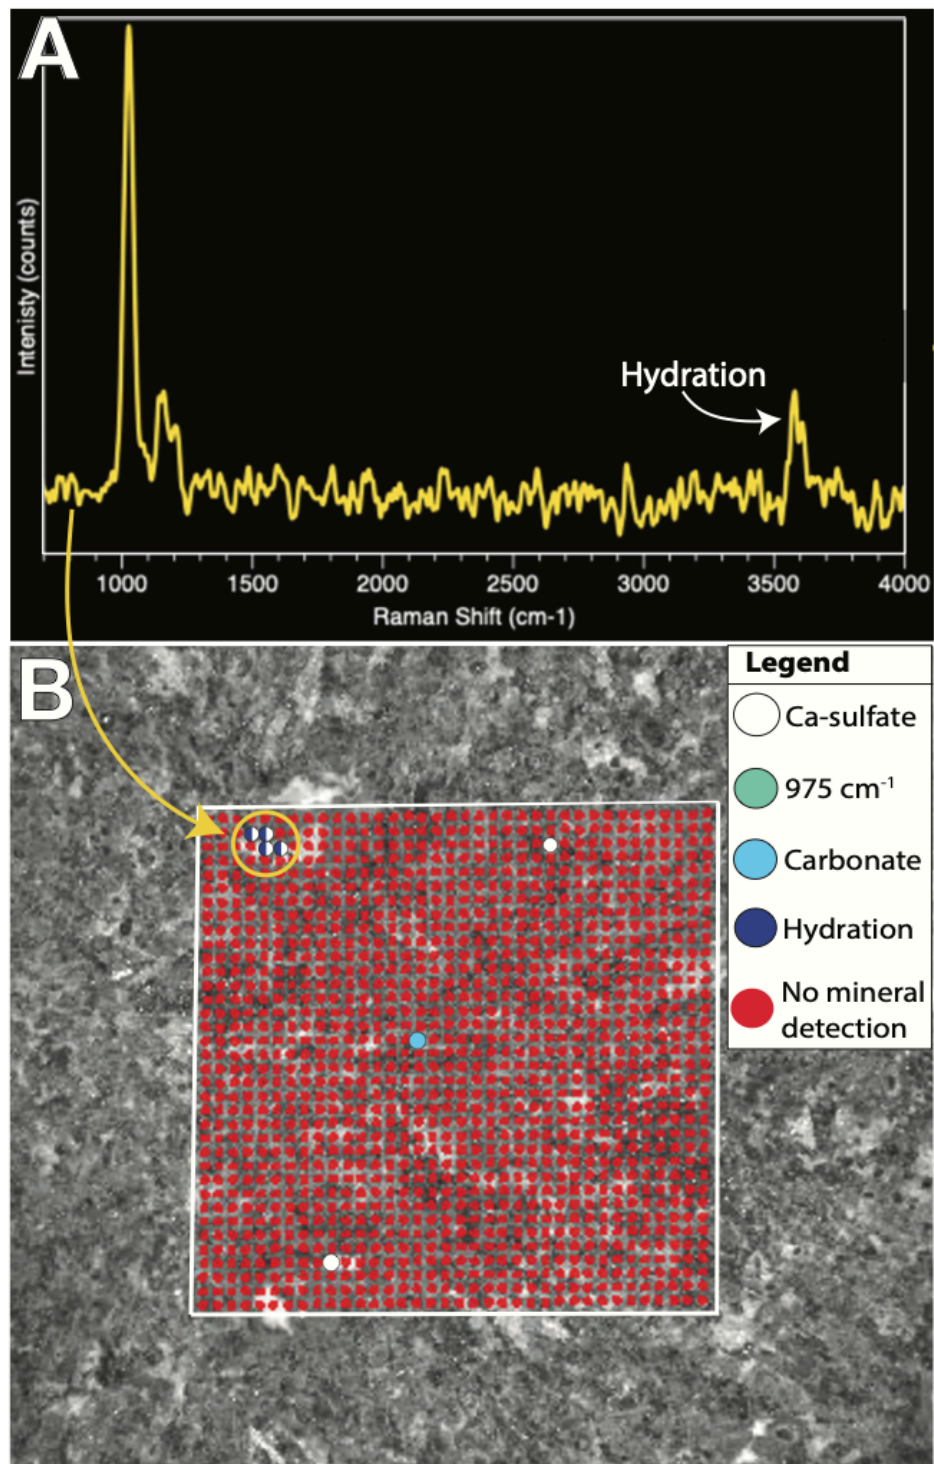 A
Intenisty (counts)
Hydration
1000 1500 2000 2500 3000 3500 4000
Raman Shift (cm-1)
B
Legend
Ca-sulfate
975 cm-1
Carbonate
Hydration
No mineral
detection